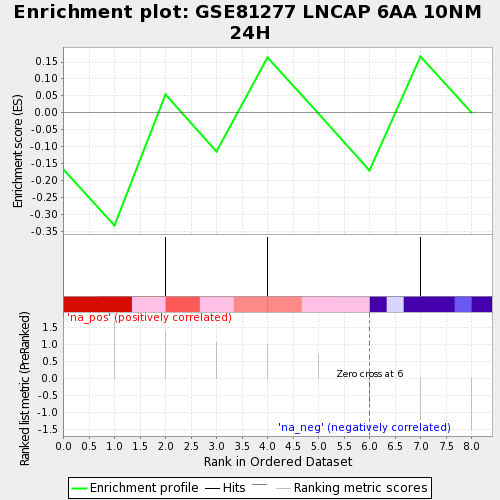 Enrichment plot: GSE81277 LNCAP 6AA 10NM
24H
Enrichment score (ES)
0.15
0.10
0.05
0.00
-0.05
-0.10
-0.15
-0.20
-0.25
-0.30
-0.35
'na_pos' (positively correlated)
Ranked list metric (PreRanked)
1.5
1.0
0.5
0.0
-0.5
-1.0
-1.5
Zero cross at 6
'na_neg' (negatively correlated)
0.0 0.5 1.0 1.5 2.0 2.5 3.0 3.5 4.0 4.5 5.0 5.5 6.0 6.5 7.0 7.5 8.0
Rank in Ordered Dataset
Enrichment profile Hits Ranking metric scores